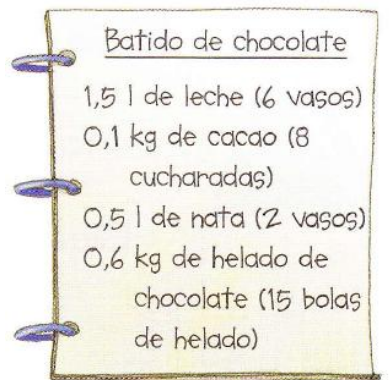 Batido de chocolate
1,5 l de leche (6 vasos)
0,1 kg de cacao (8
cucharadas)
0,5 l de nata (2 vasos)
0,6 kg de helado de
chocolate (15 bolas
de helado)